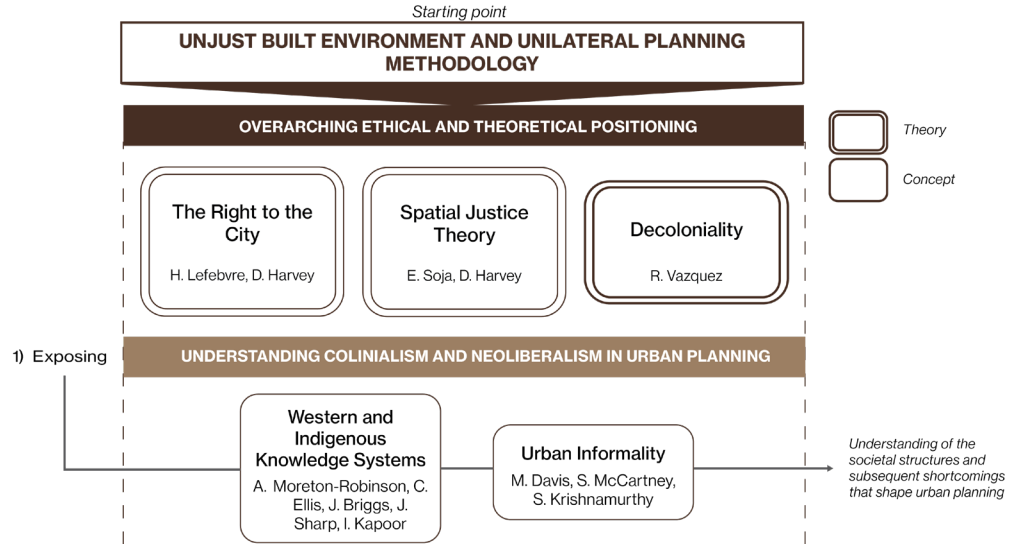 Starting point
UNJUST BUILT ENVIRONMENT AND UNILATERAL PLANNING
METHODOLOGY
OVERARCHING ETHICAL AND THEORETICAL POSITIONING
Theory
Concept
The Right to the
City
H. Lefebvre, D. Harvey
Spatial Justice
Theory
E. Soja, D. Harvey
Decoloniality
R. Vazquez
1) Exposing
UNDERSTANDING COLINIALISM AND NEOLIBERALISM IN URBAN PLANNING
Western and
Indigenous
Knowledge Systems
A. Moreton-Robinson, C.
Ellis, J. Briggs, J.
Sharp, I. Kapoor
Urban Informality
M. Davis, S. McCartney,
S. Krishnamurthy
Understanding of the
societal structures and
subsequent shortcomings
that shape urban planning